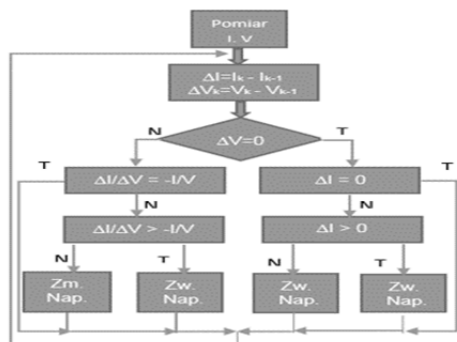 Pomiar
I. V
ΔI=Ik – Ik-1
ΔVk=Vk – Vk-1
ΔV=0
N
T
T
ΔI/ΔV = -I/V
ΔI = 0
T
N
N
ΔI/ΔV > -I/V
ΔI > 0
N
T
N
T
Zm.
Nap.
Zw.
Nap.
Zw.
Nap.
Zw.
Nap.